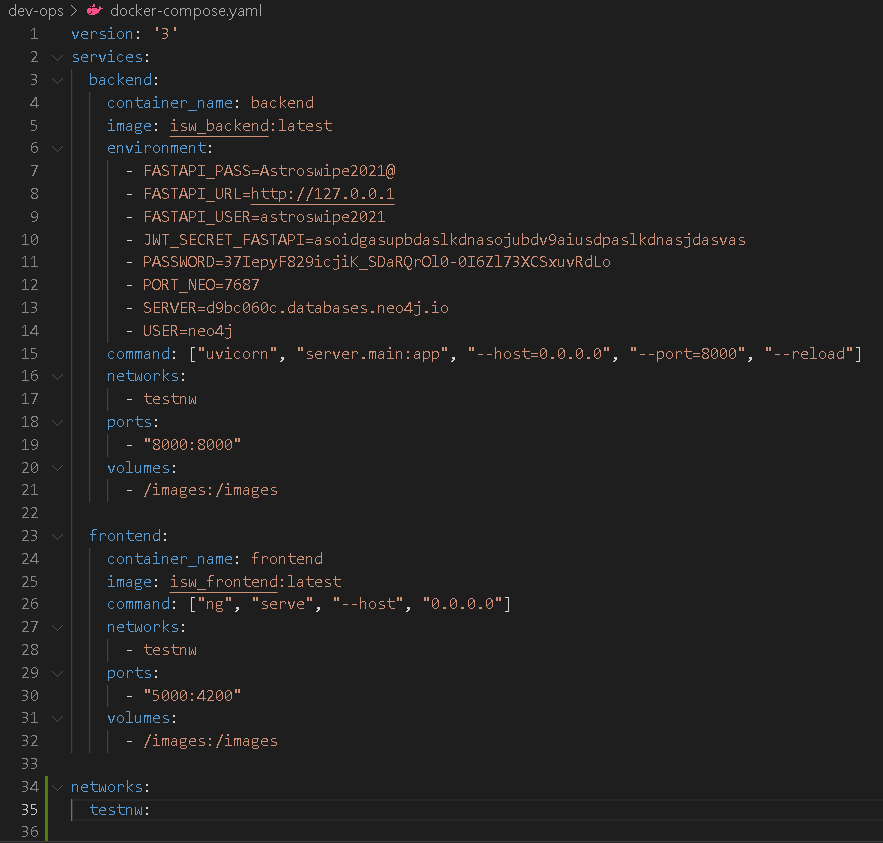 dev-ops > docker-compose.yaml
1 version: '3'
2 services:
3   backend:
4     container_name: backend
5     image: isw_backend:latest
6     environment:
7       - FASTAPI_PASS=Astroswipe2021@
8       - FASTAPI_URL=http://127.0.0.1
9       - FASTAPI_USER=astroswipe2021
10       - JWT_SECRET_FASTAPI=asoidgasupbdaslkdnasojubdv9aiusdpaslkdnasjdasvas
11       - PASSWORD=37IepyF829icjiK_SDaRQrOl0-0I6Zl73XCSxuvRdLo
12       - PORT_NEO=7687
13       - SERVER=d9bc060c.databases.neo4j.io
14       - USER=neo4j
15     command: ["uvicorn", "server.main:app", "--host=0.0.0.0", "--port=8000", "--reload"]
16     networks:
17       - testnw
18     ports:
19       - "8000:8000"
20     volumes:
21       - /images:/images
22
23   frontend:
24     container_name: frontend
25     image: isw_frontend:latest
26     command: ["ng", "serve", "--host", "0.0.0.0"]
27     networks:
28       - testnw
29     ports:
30       - "5000:4200"
31     volumes:
32       - /images:/images
33
34 networks:
35   testnw:
36